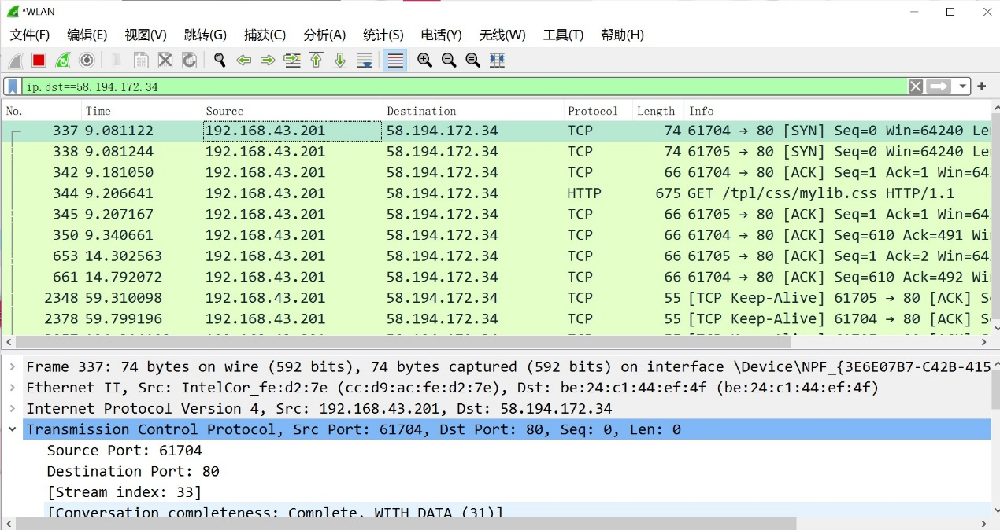 *WLAN
文件(F) 编辑(E) 视图(V) 跳转(G) 捕获(C) 分析(A) 统计(S) 电话(Y) 无线(W) 工具(T) 帮助(H)
ip.dst==58.194.172.34
No. Time Source Destination Protocol Length Info
337 9.081122 192.168.43.201 58.194.172.34 TCP 74 61704 → 80 [SYN] Seq=0 Win=64240
338 9.081244 192.168.43.201 58.194.172.34 TCP 74 61705 → 80 [SYN] Seq=0 Win=64240
342 9.181050 192.168.43.201 58.194.172.34 TCP 66 61704 → 80 [ACK] Seq=1 Ack=1
344 9.206641 192.168.43.201 58.194.172.34 HTTP 675 GET /tpl/css/mylib.css HTTP/1.1
345 9.207167 192.168.43.201 58.194.172.34 TCP 66 61705 → 80 [ACK] Seq=1 Ack=1
350 9.340661 192.168.43.201 58.194.172.34 TCP 66 61704 → 80 [ACK] Seq=610 Ack=491
653 14.302563 192.168.43.201 58.194.172.34 TCP 66 61705 → 80 [ACK] Seq=1 Ack=2
661 14.792072 192.168.43.201 58.194.172.34 TCP 66 61704 → 80 [ACK] Seq=610 Ack=492
2348 59.310098 192.168.43.201 58.194.172.34 TCP 55 [TCP Keep-Alive] 61705 → 80 [ACK]
2378 59.799196 192.168.43.201 58.194.172.34 TCP 55 [TCP Keep-Alive] 61704 → 80 [ACK]
Frame 337: 74 bytes on wire (592 bits), 74 bytes captured (592 bits) on interface \Device\NPF_{3E6E07B7-C42B-415
Ethernet II, Src: IntelCor_fe:d2:7e (cc:d9:ac:fe:d2:7e), Dst: be:24:c1:44:ef:4f (be:24:c1:44:ef:4f)
Internet Protocol Version 4, Src: 192.168.43.201, Dst: 58.194.172.34
Transmission Control Protocol, Src Port: 61704, Dst Port: 80, Seq: 0, Len: 0
Source Port: 61704
Destination Port: 80
[Stream index: 33]
[Conversation completeness: Complete, WITH_DATA (31)]